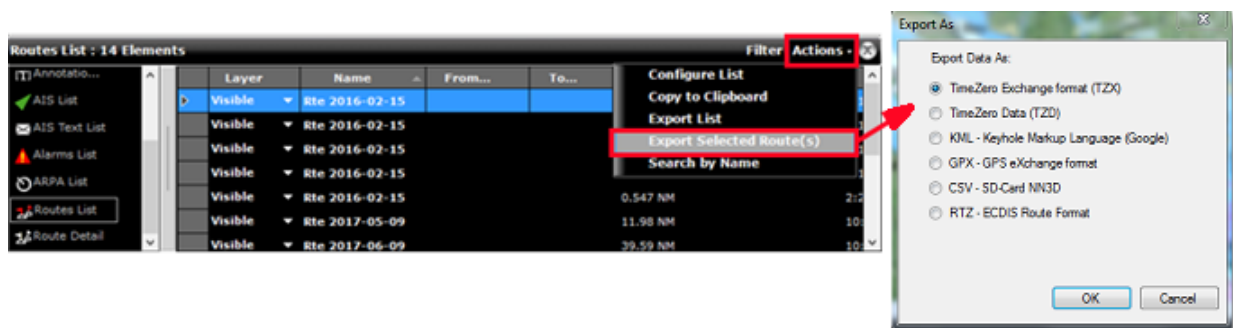 Routes List : 14 Elements
Filter
Actions
Annotatio...
AIS List
AIS Text List
Alarms List
ARPA List
Routes List
Route Detail
Layer Name From... To...
Visible Rte 2016-02-15
Visible Rte 2016-02-15
Visible Rte 2016-02-15
Visible Rte 2016-02-15
Visible Rte 2016-02-15 0.547 NM 2:2
Visible Rte 2017-05-09 11.98 NM 10:
Visible Rte 2017-06-09 39.59 NM 10:
Configure List
Copy to Clipboard
Export List
Export Selected Route(s)
Search by Name
Export As
Export Data As:
TimeZero Exchange format (TZX)
TimeZero Data (TZD)
KML - Keyhole Markup Language (Google)
GPX - GPS eXchange format
CSV - SD-Card NN3D
RTZ - ECDIS Route Format
OK
Cancel